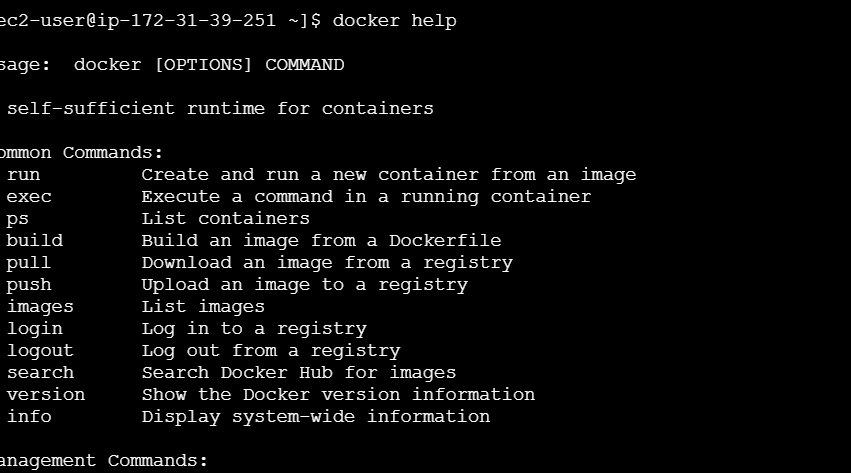 ec2-user@ip-172-31-39-251 ~]$ docker help
sage:  docker [OPTIONS] COMMAND
self-sufficient runtime for containers
ommon Commands:
run         Create and run a new container from an image
exec        Execute a command in a running container
ps          List containers
build       Build an image from a Dockerfile
pull        Download an image from a registry
push        Upload an image to a registry
images      List images
login       Log in to a registry
logout      Log out from a registry
search      Search Docker Hub for images
version     Show the Docker version information
info        Display system-wide information
anagement Commands: